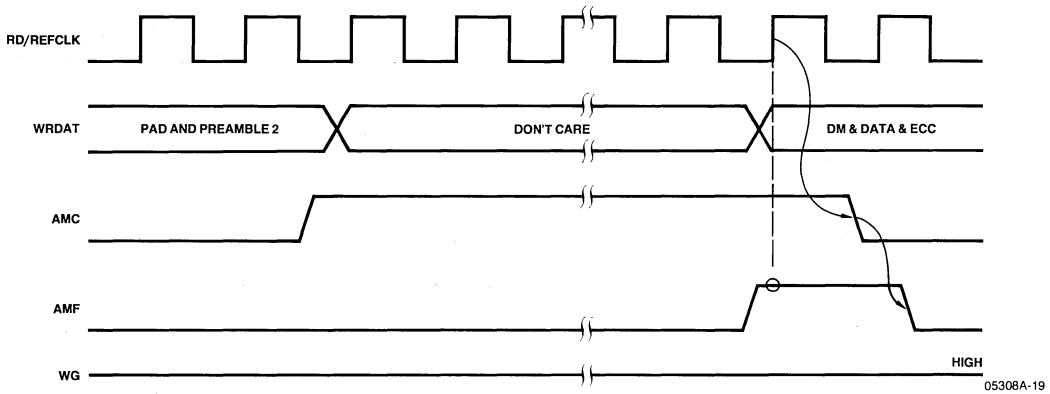 RD/REFCLK
WRDAT
PAD AND PREAMBLE 2
DON'T CARE
DM & DATA & ECC
AMC
AMF
WG
HIGH
05308A-19